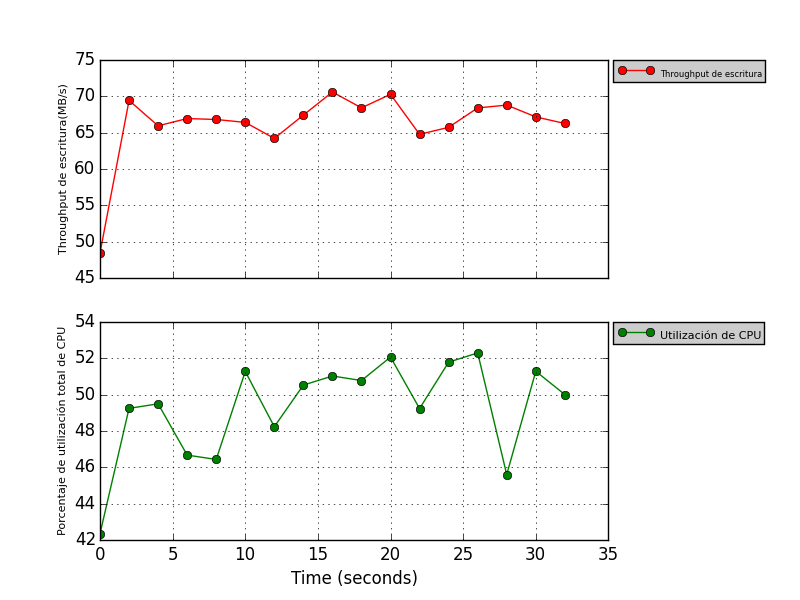 75
70
65
60
55
50
45
Throughput de escritura(MB/s)
Throughput de escritura
54
52
50
48
46
44
42
Porcentaje de utilización total de CPU
Utilización de CPU
0 5 10 15 20 25 30 35
Time (seconds)